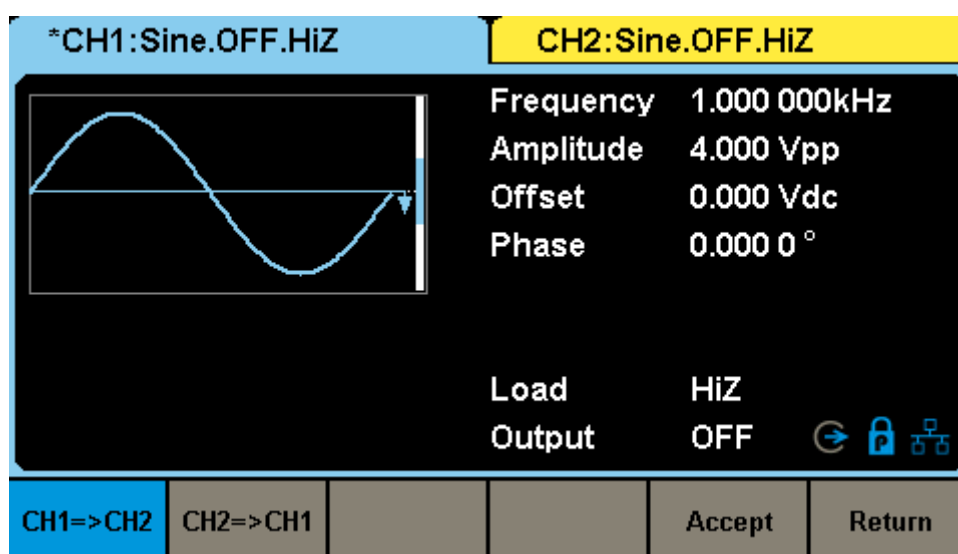 *CH1:Sine.OFF.HiZ CH2:Sine.OFF.HiZ
Frequency 1.000 000kHz
Amplitude 4.000 Vpp
Offset 0.000 Vdc
Phase 0.000 0 °
Load HiZ
Output OFF P
CH1=>CH2 CH2=>CH1 Accept Return